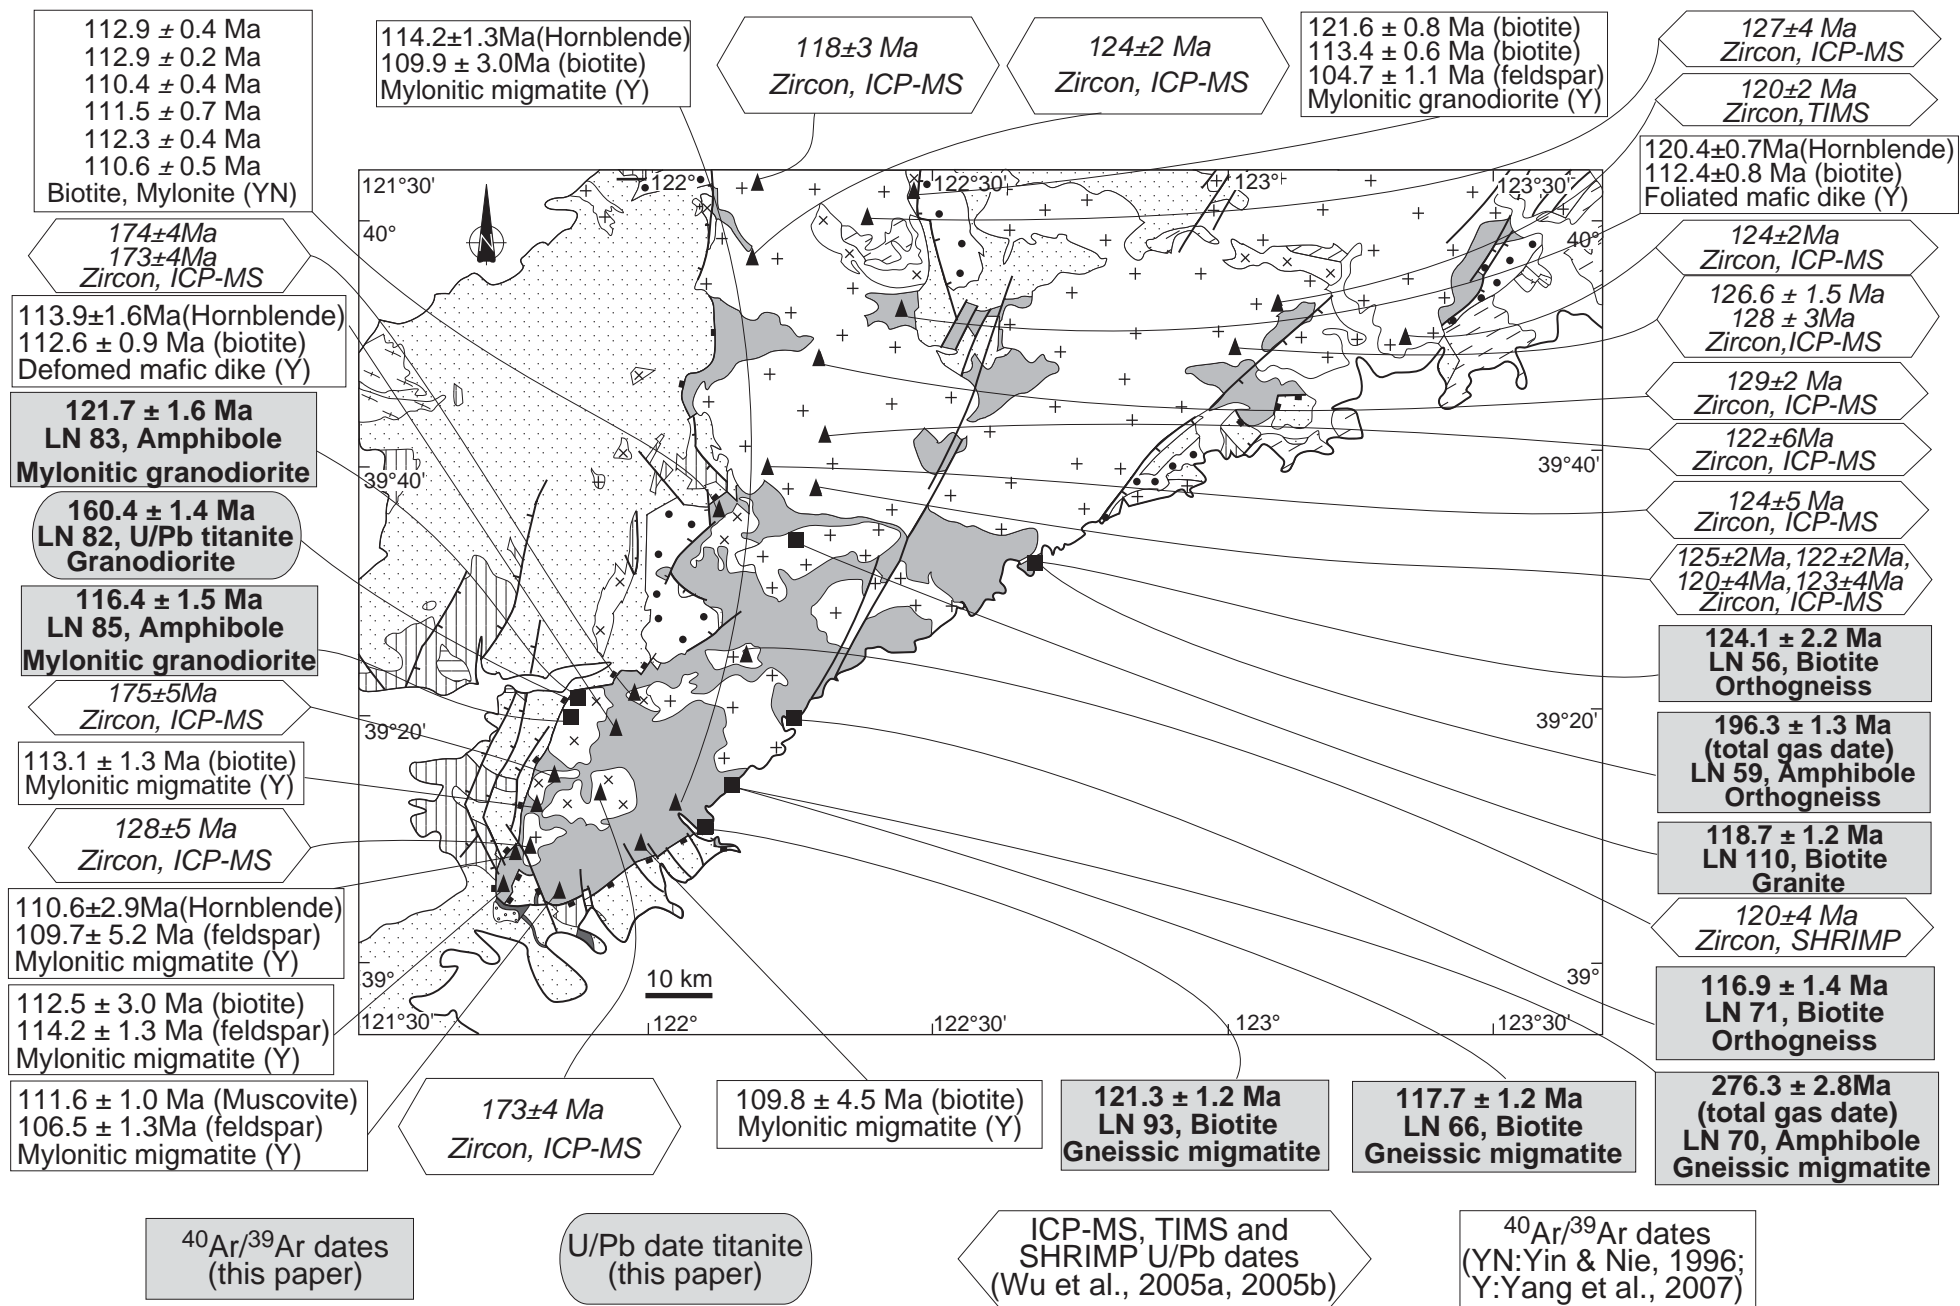 112.9 ± 0.4 Ma
112.9 ± 0.2 Ma
110.4 ± 0.4 Ma
111.5 ± 0.7 Ma
112.3 ± 0.4 Ma
110.6 ± 0.5 Ma
Biotite, Mylonite (YN)
114.2±1.3Ma(Hornblende)
109.9 ± 3.0Ma (biotite)
Mylonitic migmatite (Y)
118±3 Ma
Zircon, ICP-MS
124±2 Ma
Zircon, ICP-MS
121.6 ± 0.8 Ma (biotite)
113.4 ± 0.6 Ma (biotite)
104.7 ± 1.1 Ma (feldspar)
Mylonitic granodiorite (Y)
127±4 Ma
Zircon, ICP-MS
120±2 Ma
Zircon,TIMS
120.4±0.7Ma(Hornblende)
112.4±0.8 Ma (biotite)
Foliated mafic dike (Y)
124±2Ma
Zircon, ICP-MS
126.6 ± 1.5 Ma
128 ± 3Ma
Zircon,ICP-MS
129±2 Ma
Zircon, ICP-MS
122±6Ma
Zircon, ICP-MS
124±5 Ma
Zircon, ICP-MS
125±2Ma,122±2Ma,
120±4Ma,123±4Ma
Zircon, ICP-MS
124.1 ± 2.2 Ma
LN 56, Biotite
Orthogneiss
196.3 ± 1.3 Ma
(total gas date)
LN 59, Amphibole
Orthogneiss
118.7 ± 1.2 Ma
LN 110, Biotite
Granite
120±4 Ma
Zircon, SHRIMP
116.9 ± 1.4 Ma
LN 71, Biotite
Orthogneiss
276.3 ± 2.8Ma
(total gas date)
LN 70, Amphibole
Gneissic migmatite
174±4Ma
173±4Ma
Zircon, ICP-MS
113.9±1.6Ma(Hornblende)
112.6 ± 0.9 Ma (biotite)
Defomed mafic dike (Y)
121.7 ± 1.6 Ma
LN 83, Amphibole
Mylonitic granodiorite
160.4 ± 1.4 Ma
LN 82, U/Pb titanite
Granodiorite
116.4 ± 1.5 Ma
LN 85, Amphibole
Mylonitic granodiorite
175±5Ma
Zircon, ICP-MS
113.1 ± 1.3 Ma (biotite)
Mylonitic migmatite (Y)
128±5 Ma
Zircon, ICP-MS
110.6±2.9Ma(Hornblende)
109.7± 5.2 Ma (feldspar)
Mylonitic migmatite (Y)
112.5 ± 3.0 Ma (biotite)
114.2 ± 1.3 Ma (feldspar)
Mylonitic migmatite (Y)
111.6 ± 1.0 Ma (Muscovite)
106.5 ± 1.3Ma (feldspar)
Mylonitic migmatite (Y)
173±4 Ma
Zircon, ICP-MS
109.8 ± 4.5 Ma (biotite)
Mylonitic migmatite (Y)
121.3 ± 1.2 Ma
LN 93, Biotite
Gneissic migmatite
117.7 ± 1.2 Ma
LN 66, Biotite
Gneissic migmatite
121°30'
122°
122°30'
123°
123°30'
40°
40°
39°40'
39°40'
39°20'
39°20'
39°
39°
10 km
121°30'
122°
122°30'
123°
123°30'
40Ar/39Ar dates
(this paper)
U/Pb date titanite
(this paper)
ICP-MS, TIMS and
SHRIMP U/Pb dates
(Wu et al., 2005a, 2005b)
40Ar/39Ar dates
(YN:Yin & Nie, 1996;
Y:Yang et al., 2007)